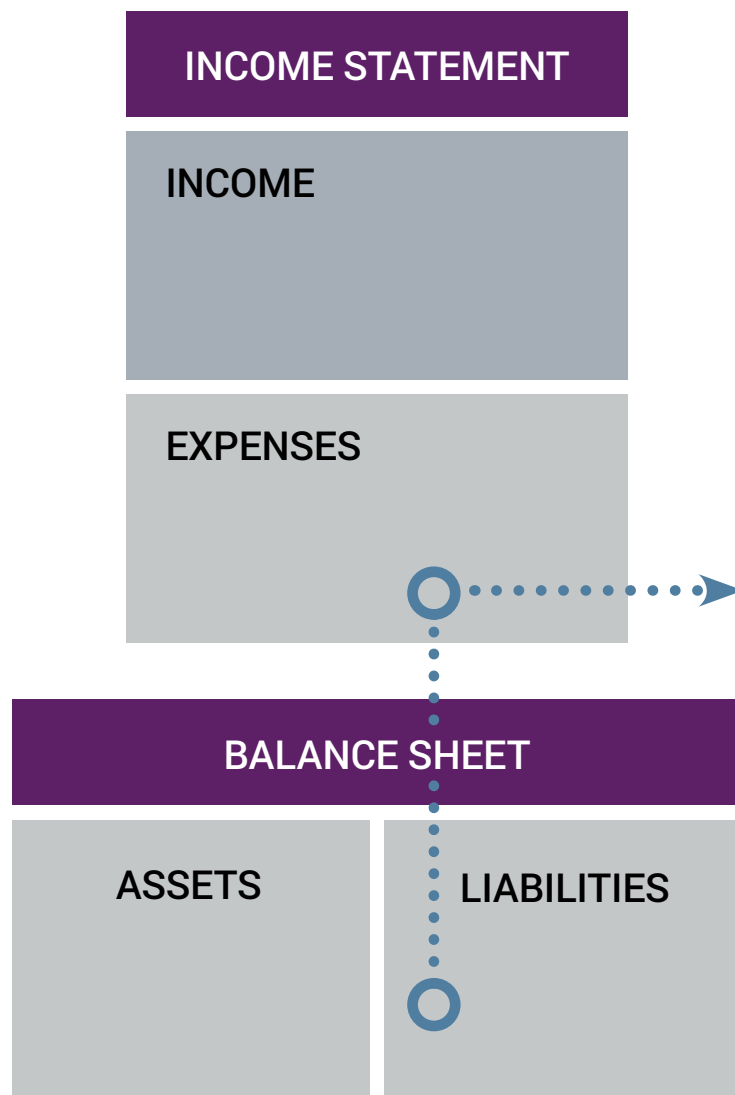 INCOME STATEMENT
INCOME
EXPENSES
BALANCE SHEET
ASSETS
LIABILITIES